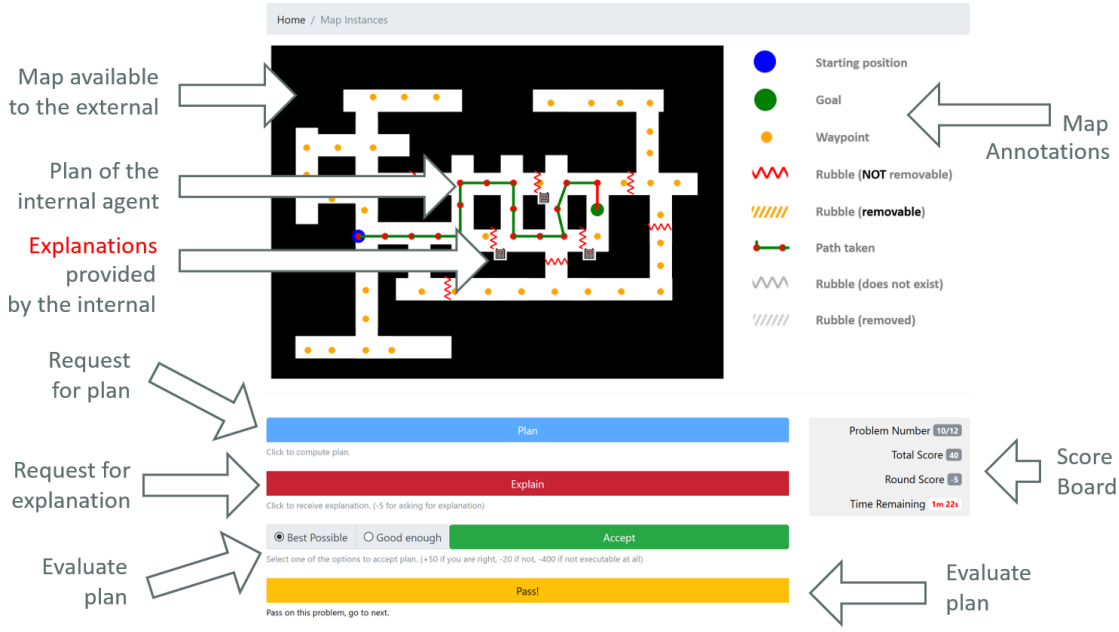 Home / Map Instances
Map available
to the external
Plan of the
internal agent
Explanations
provided
by the internal
Starting position
Goal
Waypoint
Rubble (NOT removable)
Rubble (removable)
Path taken
Rubble (does not exist)
Rubble (removed)
Map
Annotations
Request
for plan
Plan
Click to compute plan.
Request for
explanation
Explain
Click to receive explanation. (-5 for asking for explanation)
Best Possible
Good enough
Accept
Select one of the options to accept plan. (+50 if you are right, -20 if not, -400 if not executable at all)
Evaluate
plan
Pass!
Pass on this problem, go to next.
Problem Number 10/12
Total Score 40
Round Score -5
Time Remaining 1m 22s
Score
Board
Evaluate
plan